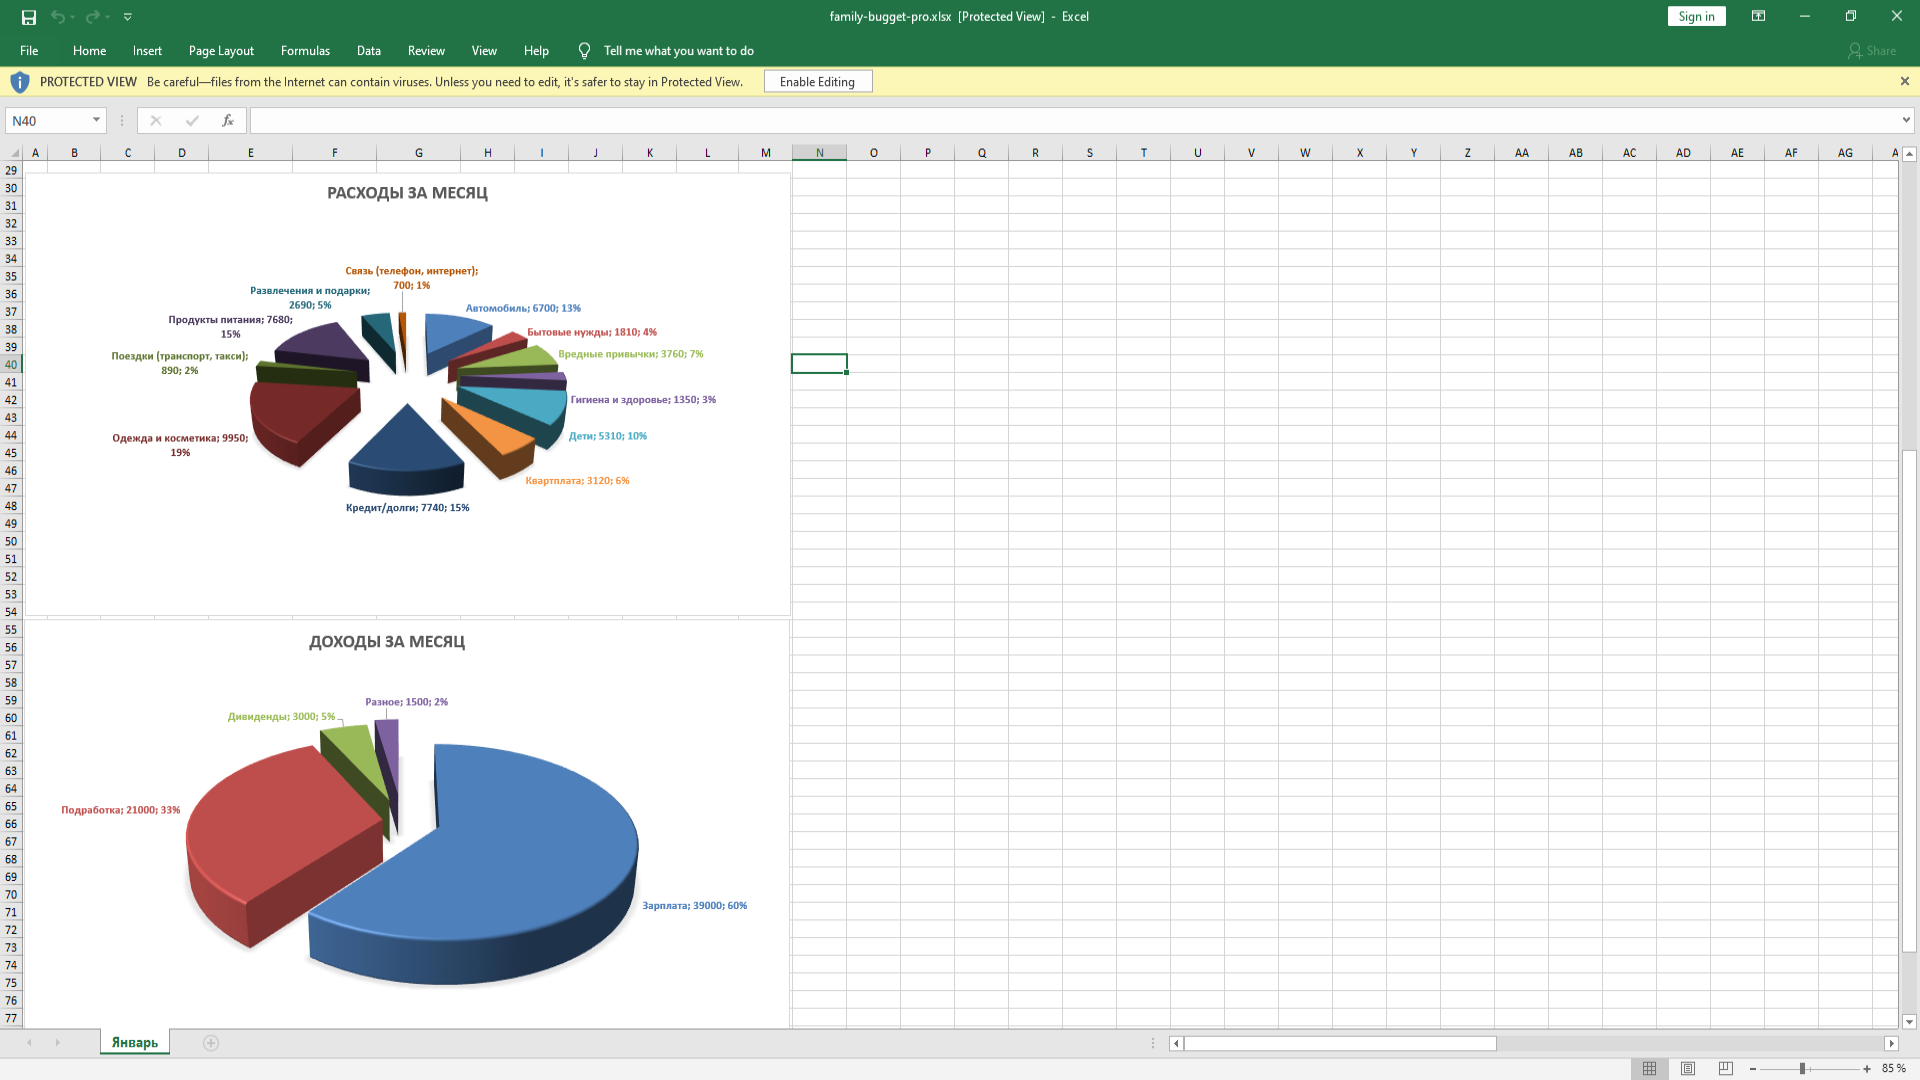 family-bugget-pro.xlsx [Protected View] - Excel
Sign in
File Home Insert Page Layout Formulas Data Review View Help Tell me what you want to do Share
PROTECTED VIEW Be careful—files from the Internet can contain viruses. Unless you need to edit, it's safer to stay in Protected View. Enable Editing
N40 fx
A B C D E F G H I J K L M N O P Q R S T U V W X Y Z AA AB AC AD AE AF AG A
29
30
31
32
33
34
35
36
37
38
39
40
41
42
43
44
45
46
47
48
49
50
51
52
53
54
55
56
57
58
59
60
61
62
63
64
65
66
67
68
69
70
71
72
73
74
75
76
77
РАСХОДЫ ЗА МЕСЯЦ
Связь (телефон, интернет);
700; 1%
Развлечения и подарки;
2690; 5%
Автомобиль; 6700; 13%
Продукты питания; 7680;
15%
Бытовые нужды; 1810; 4%
Поездки (транспорт, такси);
890; 2%
Вредные привычки; 3760; 7%
Гигиена и здоровье; 1350; 3%
Одежда и косметика; 9950;
19%
Дети; 5310; 10%
Квартплата; 3120; 6%
Кредит/долги; 7740; 15%
ДОХОДЫ ЗА МЕСЯЦ
Разное; 1500; 2%
Дивиденды; 3000; 5%
Подработка; 21000; 33%
Зарплата; 39000; 60%
Январь
85 %